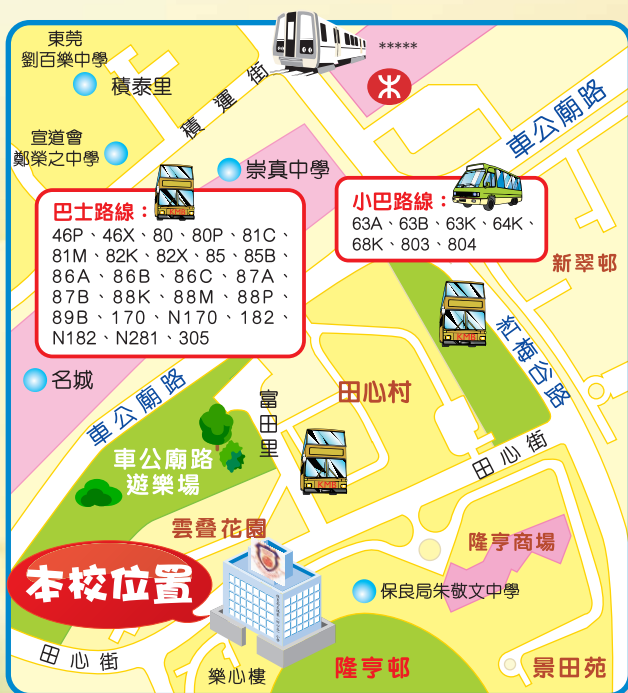 東莞
劉百樂中學
積泰里
積運街
*****
宣道會
鄭榮之中學
崇真中學
車公廟路
巴士路線：
46P、46X、80、80P、81C、
81M、82K、82X、85、85B、
86A、86B、86C、87A、
87B、88K、88M、88P、
89B、170、N170、182、
N182、N281、305
小巴路線：
63A、63B、63K、64K、
68K、803、804
新翠邨
KMB
紅梅谷路
名城
車公廟路
富田里
田心村
田心街
車公廟路
遊樂場
KMB
雲叠花園
隆亨商場
本校位置
保良局朱敬文中學
田心街
樂心樓
隆亨邨
景田苑